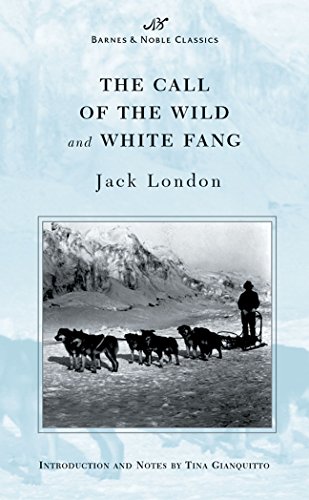 BARNES & NOBLE CLASSICS
THE CALL
OF THE WILD
and WHITE FANG
Jack London
INTRODUCTION AND NOTES BY TINA GIANQUITTO